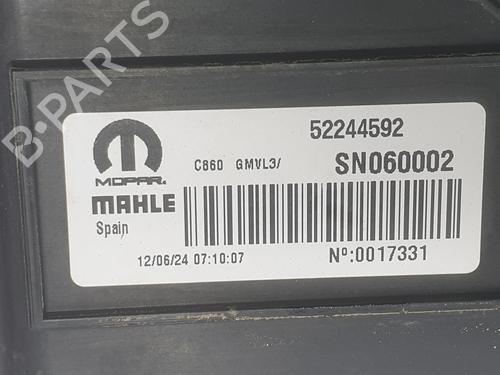 B-PARTS
52244592
C860 GMVL3/
SN060002
MOPAR
MAHLE
Spain
12/06/24 07:10:07
Nº:0017331